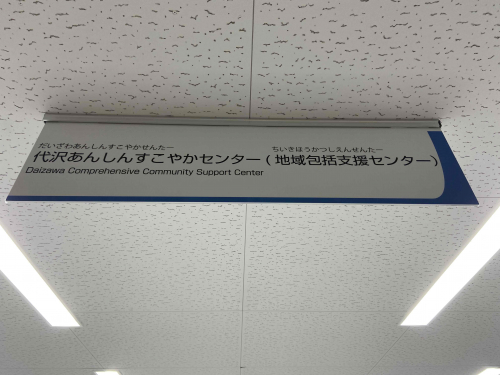 だいざわあんしんすこやかせんたー ちいきほうかつしえんせんたー
代沢あんしんすこやかセンター(地域包括支援センター)
Daizawa Comprehensive Community Support Center